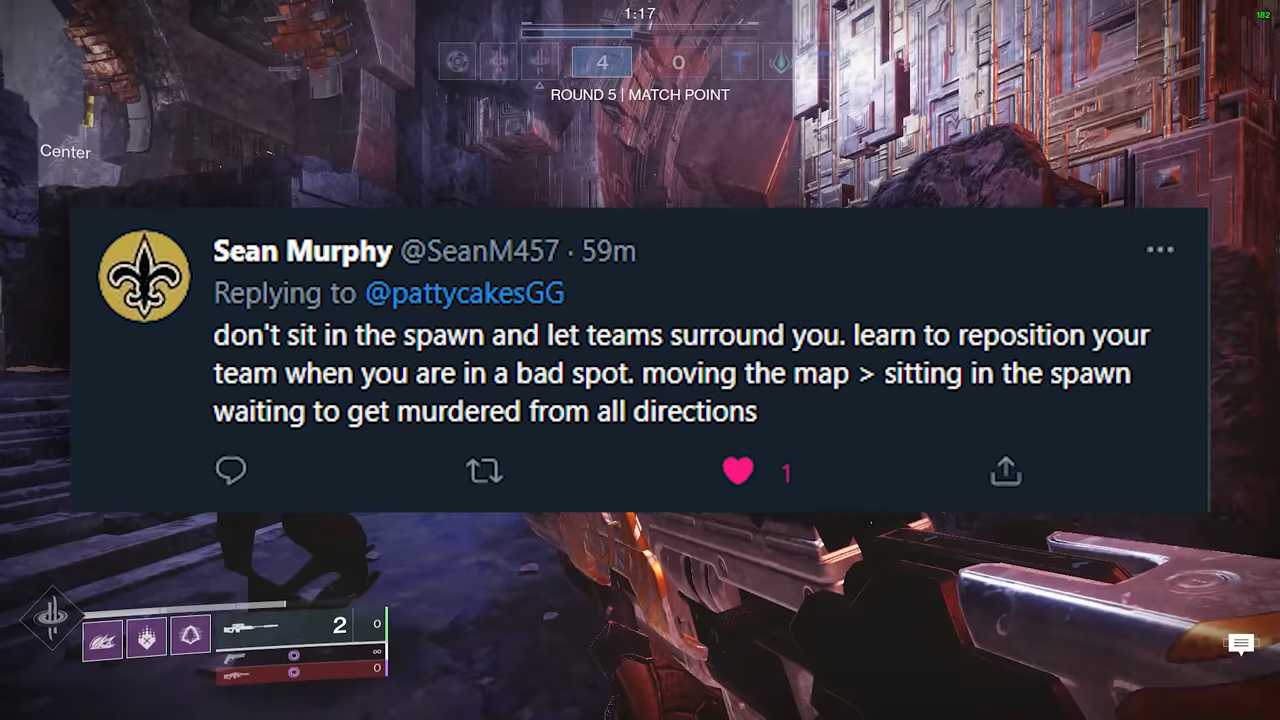 1:17
182
4
0
ROUND 5 | MATCH POINT
Center
Sean Murphy @SeanM457 · 59m
Replying to @pattycakesGG
don't sit in the spawn and let teams surround you. learn to reposition your
team when you are in a bad spot. moving the map > sitting in the spawn
waiting to get murdered from all directions
1
2
0
∞
0